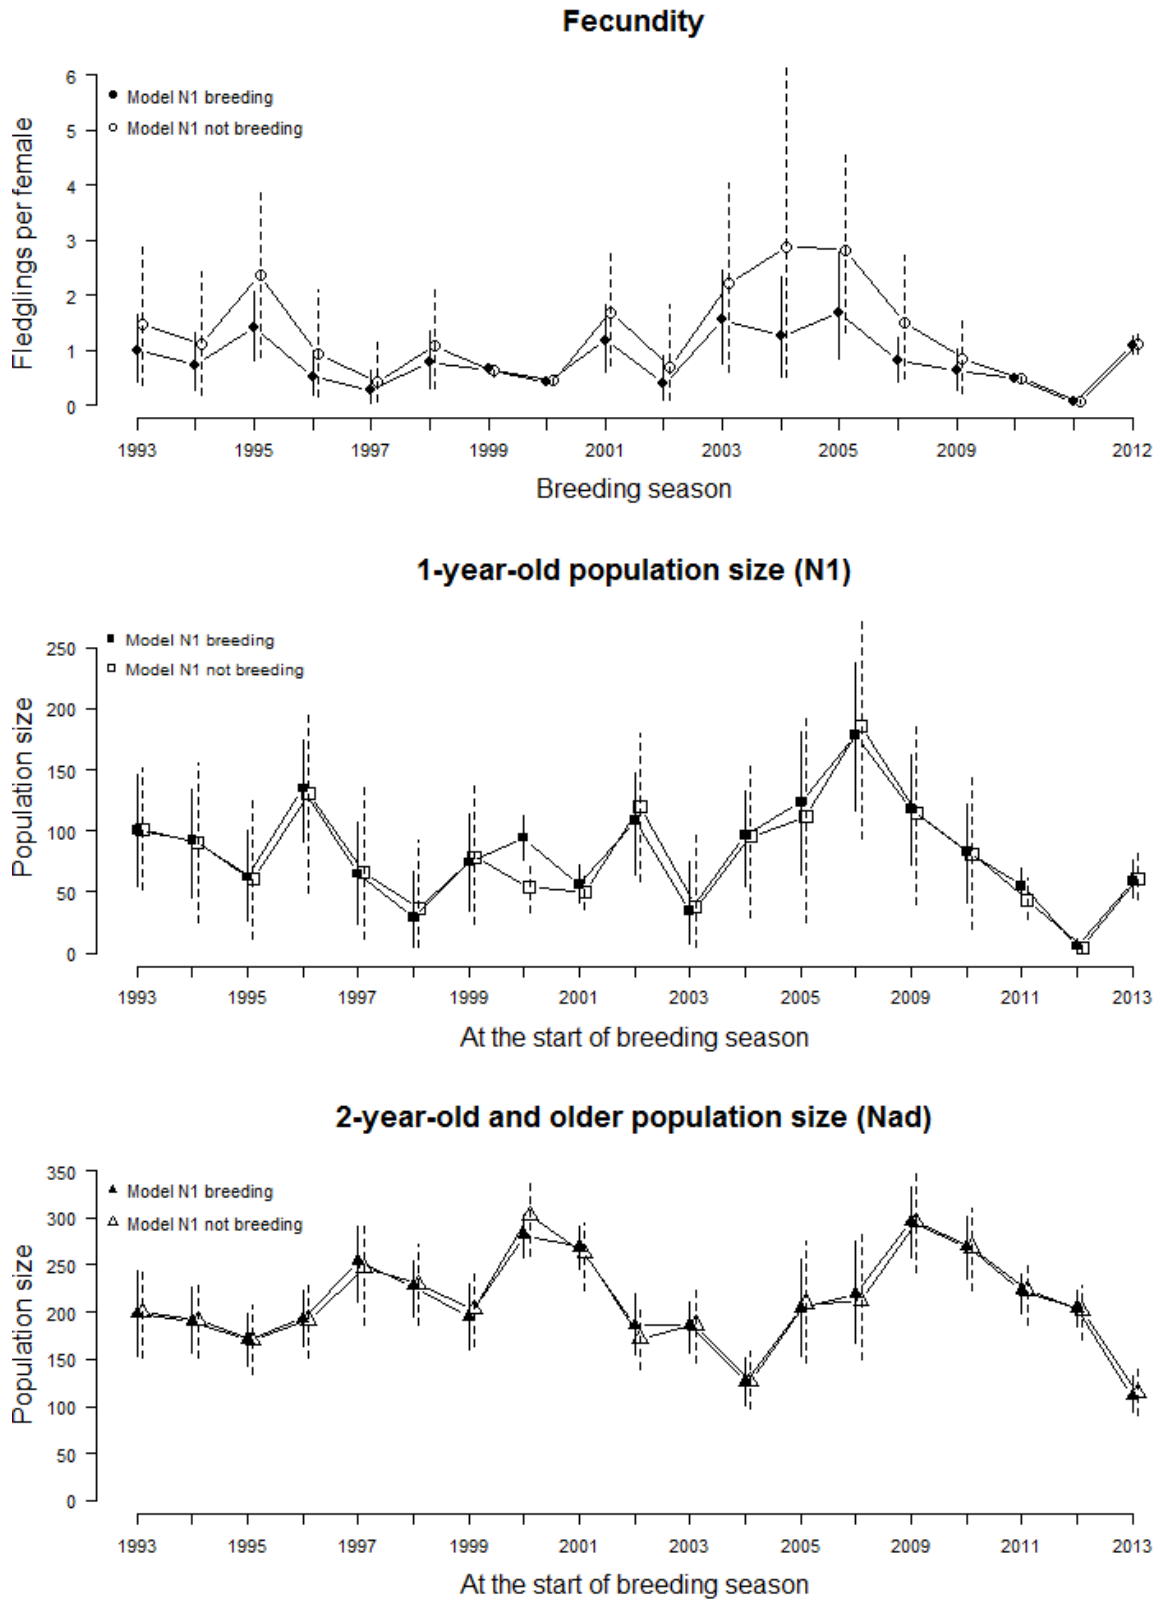 Fecundity
6
5
4
3
2
1
0
Fledglings per female
Model N1 breeding
Model N1 not breeding
1993 1995 1997 1999 2001 2003 2005 2009 2012
Breeding season
1-year-old population size (N1)
250
200
150
100
50
0
Population size
Model N1 breeding
Model N1 not breeding
1993 1995 1997 1999 2001 2003 2005 2009 2011 2013
At the start of breeding season
2-year-old and older population size (Nad)
350
300
250
200
150
100
50
0
Population size
Model N1 breeding
Model N1 not breeding
1993 1995 1997 1999 2001 2003 2005 2009 2011 2013
At the start of breeding season